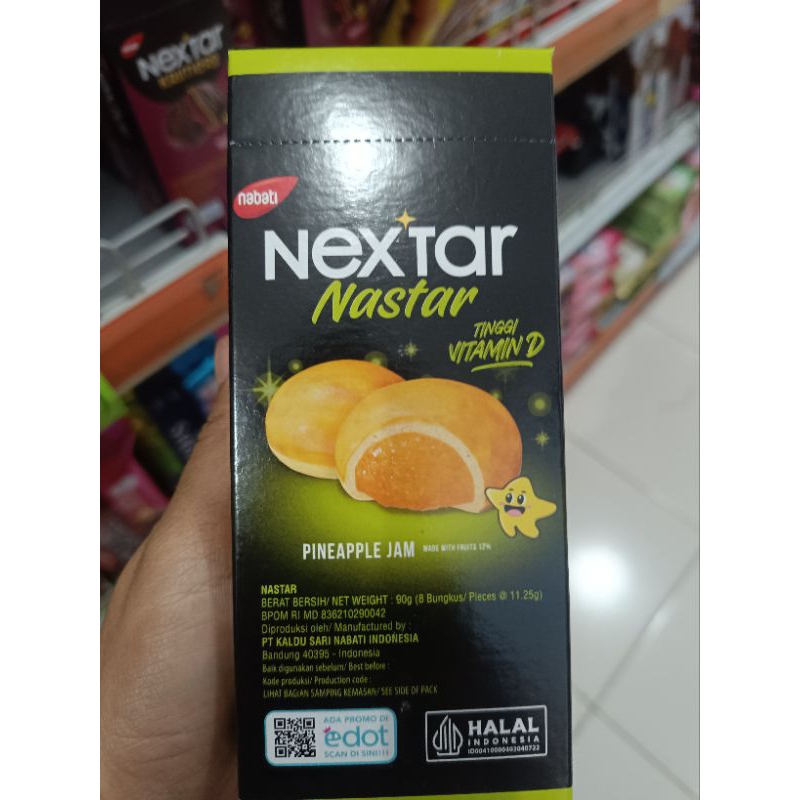 NexTar
nabati
NexTar
Nastar
TINGGI
VITAMIN D
PINEAPPLE JAM MADE WITH FRUITS 12%
NASTAR
BERAT BERSIH/ NET WEIGHT : 90g (8 Bungkus/ Pieces @ 11.25g)
BPOM RI MD 836210290042
Diproduksi oleh/ Manufactured by :
PT KALDU SARI NABATI INDONESIA
Bandung 40395 - Indonesia
Baik digunakan sebelum/ Best before :
Kode produksi/ Production code :
LIHAT BAGIAN SAMPING KEMASAN/ SEE SIDE OF PACK
ADA PROMO DI
edot
SCAN DI SINI!!!
HALAL
INDONESIA